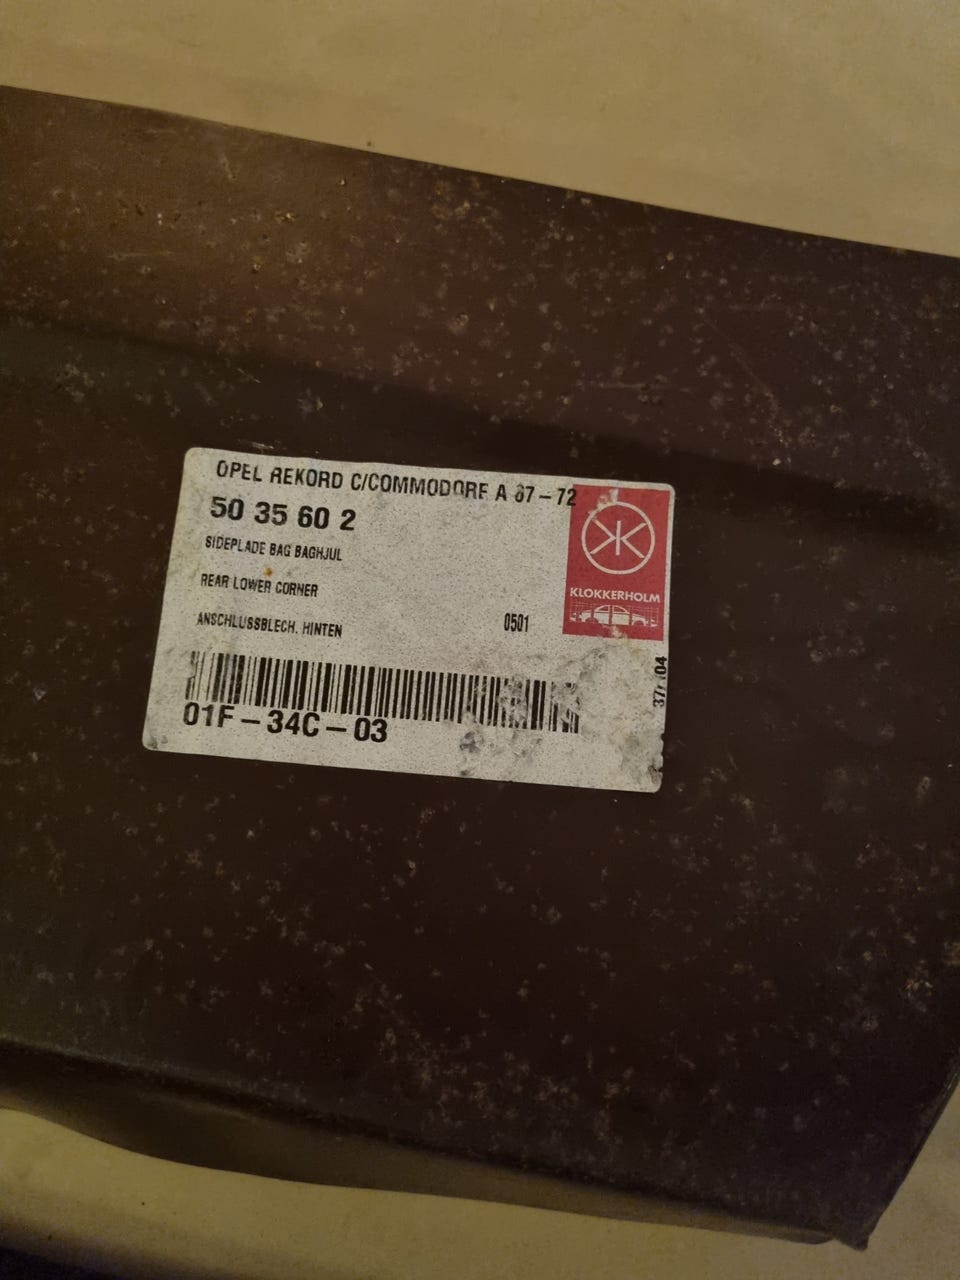 OPEL REKORD C/COMMODORE A 67-72
50 35 60 2
SIDEPLADE BAG BAGHJUL
REAR LOWER CORNER
ANSCHLUSSBLECH. HINTEN
0501
KLOKKERHOLM
01F-34C-03